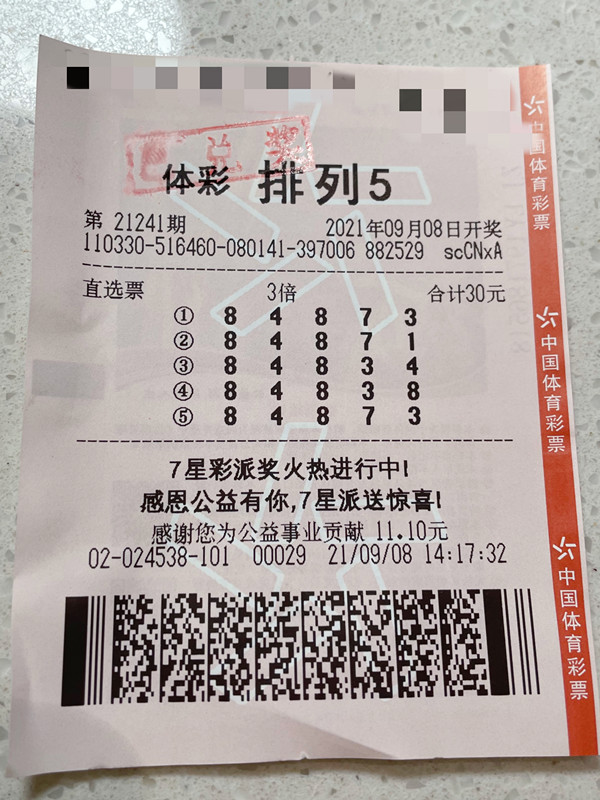 兑奖
体彩 排列5
第 21241期 2021年09月08日开奖
110330-516460-080141-397006 882529 scCNxA
直选票 3倍 合计30元
① 8 4 8 7 3
② 8 4 8 7 1
③ 8 4 8 3 4
④ 8 4 8 3 8
⑤ 8 4 8 7 3
7星彩派奖火热进行中!
感恩公益有你,7星派送惊喜!
感谢您为公益事业贡献 11.10元
02-024538-101 00029 21/09/08 14:17:32
中国体育彩票
中国体育彩票
中国体育彩票